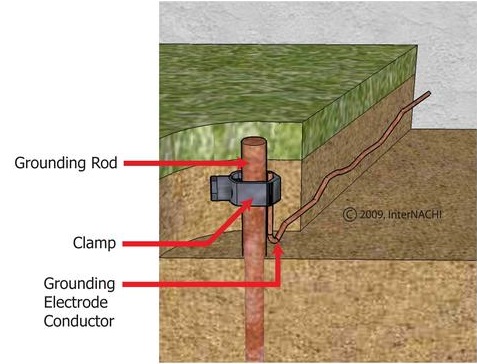 Grounding Rod
Clamp
Grounding
Electrode
Conductor
© 2009, InterNACHI